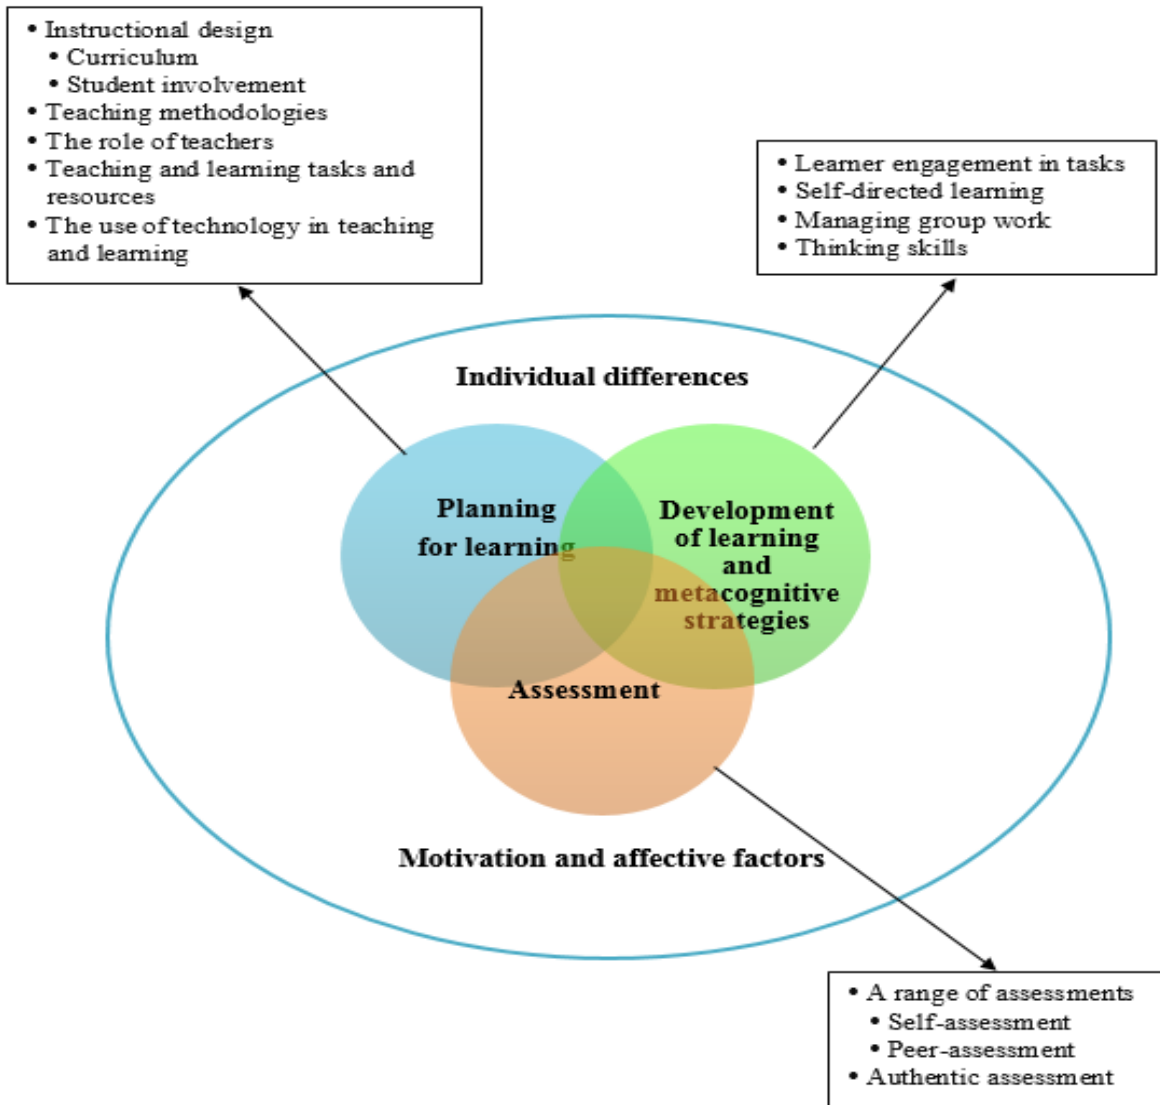 • Instructional design
• Curriculum
• Student involvement
• Teaching methodologies
• The role of teachers
• Teaching and learning tasks and
resources
• The use of technology in teaching
and learning
• Learner engagement in tasks
• Self-directed learning
• Managing group work
• Thinking skills
Individual differences
Planning
for learning
Development
of learning
and
metacognitive
strategies
Assessment
Motivation and affective factors
• A range of assessments
• Self-assessment
• Peer-assessment
• Authentic assessment